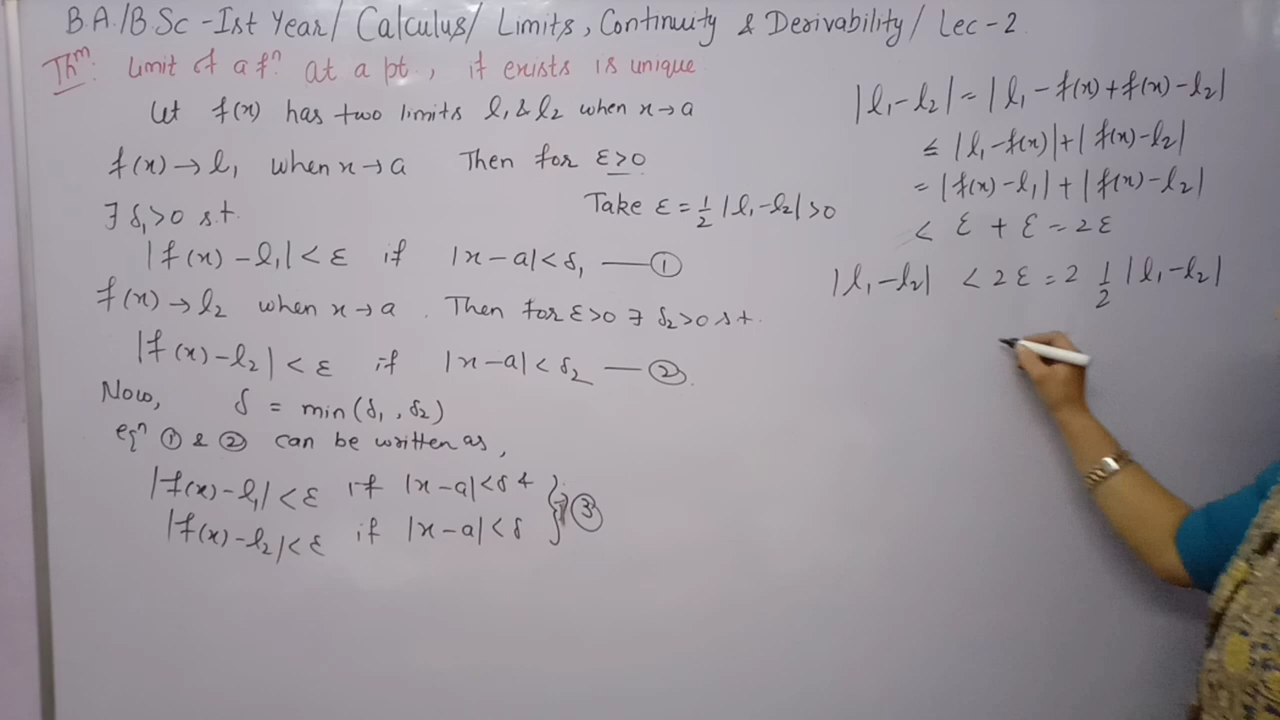 B.A./B.Sc - Ist Year/ Calculus/ Limits, Continuity & Derivability/ Lec-2
Thᵐ: Limit of a fⁿ. at a pt., if exists is unique
Let f(x) has two limits l₁ & l₂ when x→a
f(x)→l₁ when x→a Then for ε>0
∃ δ₁>0 s.t.
Take ε = 1/2 |l₁-l₂| >0
|f(x)-l₁| < ε if |x-a|<δ₁ —①
f(x)→l₂ when x→a. Then for ε>0 ∃ δ₂>0 s.t.
|f(x)-l₂| < ε if |x-a|<δ₂ —②.
Now, δ = min(δ₁, δ₂)
eqⁿ ① & ② can be written as,
|f(x)-l₁|<ε if |x-a|<δ &
|f(x)-l₂|<ε if |x-a|<δ } ③
|l₁-l₂| = |l₁-f(x)+f(x)-l₂|
≤ |l₁-f(x)|+|f(x)-l₂|
= |f(x)-l₁|+|f(x)-l₂|
< ε + ε = 2ε
|l₁-l₂| < 2ε = 2 1/2 |l₁-l₂|